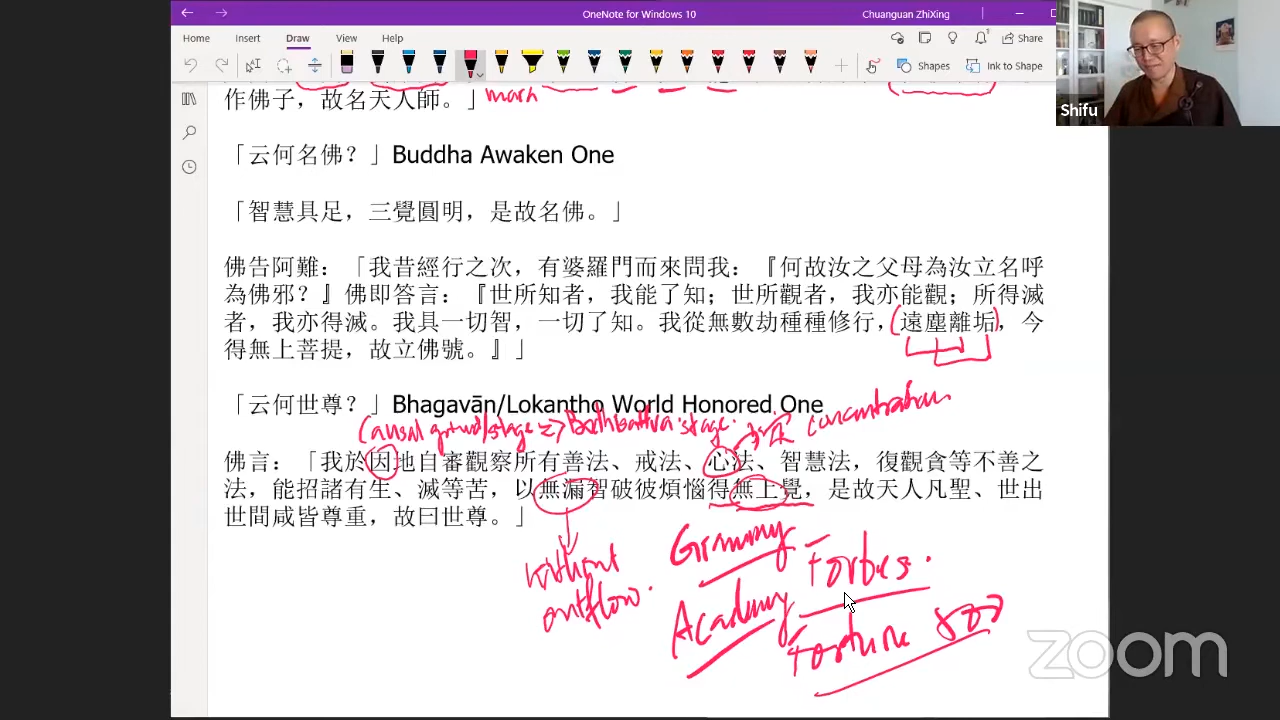 OneNote for Windows 10
Chuanguan ZhiXing
Home Insert Draw View Help
Share
Shapes
Ink to Shape
Shifu
作佛子，故名天人師。」
mark
「云何名佛？」Buddha Awaken One
「智慧具足，三覺圓明，是故名佛。」
佛告阿難：「我昔經行之次，有婆羅門而來問我：『何故汝之父母為汝立名呼
為佛邪？』佛即答言：『世所知者，我能了知；世所觀者，我亦能觀；所得滅
者，我亦得滅。我具一切智，一切了知。我從無數劫種種修行，(遠塵離垢)，今
得無上菩提，故立佛號。』」
「云何世尊？」Bhagavān/Lokantho World Honored One
(causal ground/stage => stage.
concentration
佛言：「我於因地自審觀察所有善法、戒法、心法、智慧法，復觀貪等不善之
法，能招諸有生、滅等苦，以無漏智破彼煩惱得無上覺，是故天人凡聖、世出
世間咸皆尊重，故曰世尊。」
without
outflow.
Grammy
Forbes.
Academy
Fortune 500
zoom